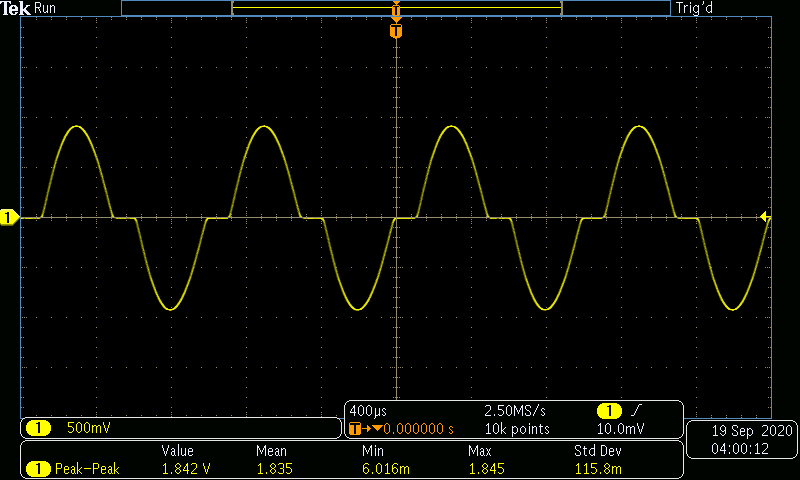 Tek Run Trig'd
T
T
1
400µs 2.50MS/s 1
T→▼0.000000 s 10k points 10.0mV
1 500mV
19 Sep 2020
04:00:12
Value Mean Min Max Std Dev
1 Peak-Peak 1.842 V 1.835 6.016m 1.845 115.8m